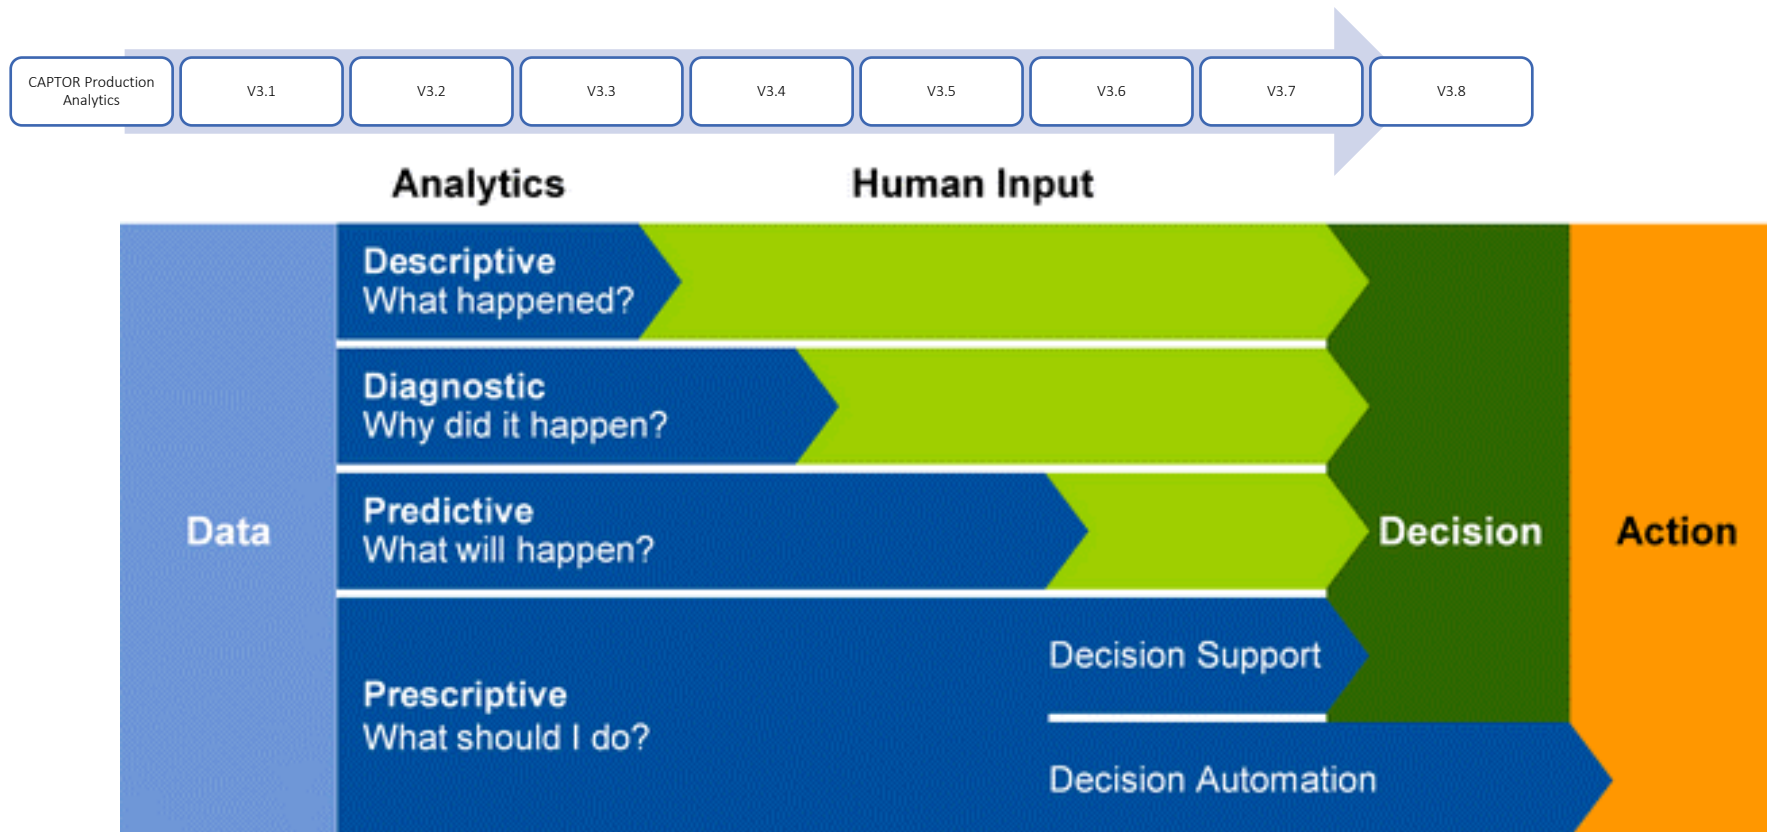 CAPTOR Production
Analytics
V3.1
V3.2
V3.3
V3.4
V3.5
V3.6
V3.7
V3.8
Analytics
Human Input
Descriptive
What happened?
Diagnostic
Why did it happen?
Predictive
What will happen?
Data
Decision
Action
Decision Support
Prescriptive
What should I do?
Decision Automation